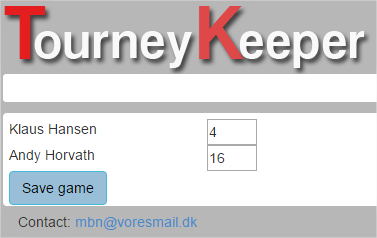 TourneyKeeper
Klaus Hansen 4
Andy Horvath 16
Save game
Contact: mbn@voresmail.dk